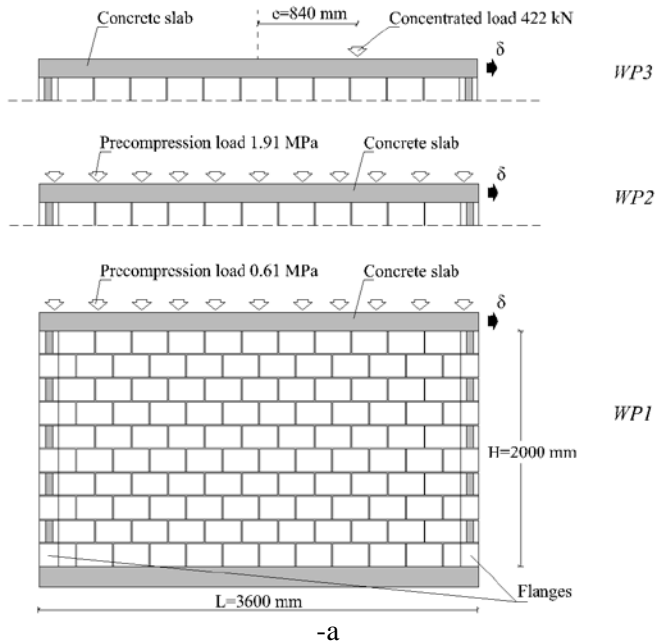 e=840 mm
Concentrated load 422 kN
Concrete slab
δ
WP3
Precompression load 1.91 MPa
Concrete slab
δ
WP2
Precompression load 0.61 MPa
Concrete slab
δ
WP1
H=2000 mm
Flanges
L=3600 mm
-a